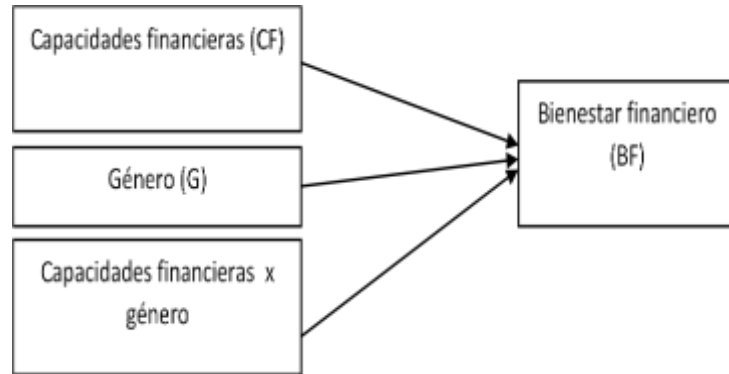 Capacidades financieras (CF)
Género (G)
Capacidades financieras x
género
Bienestar financiero
(BF)